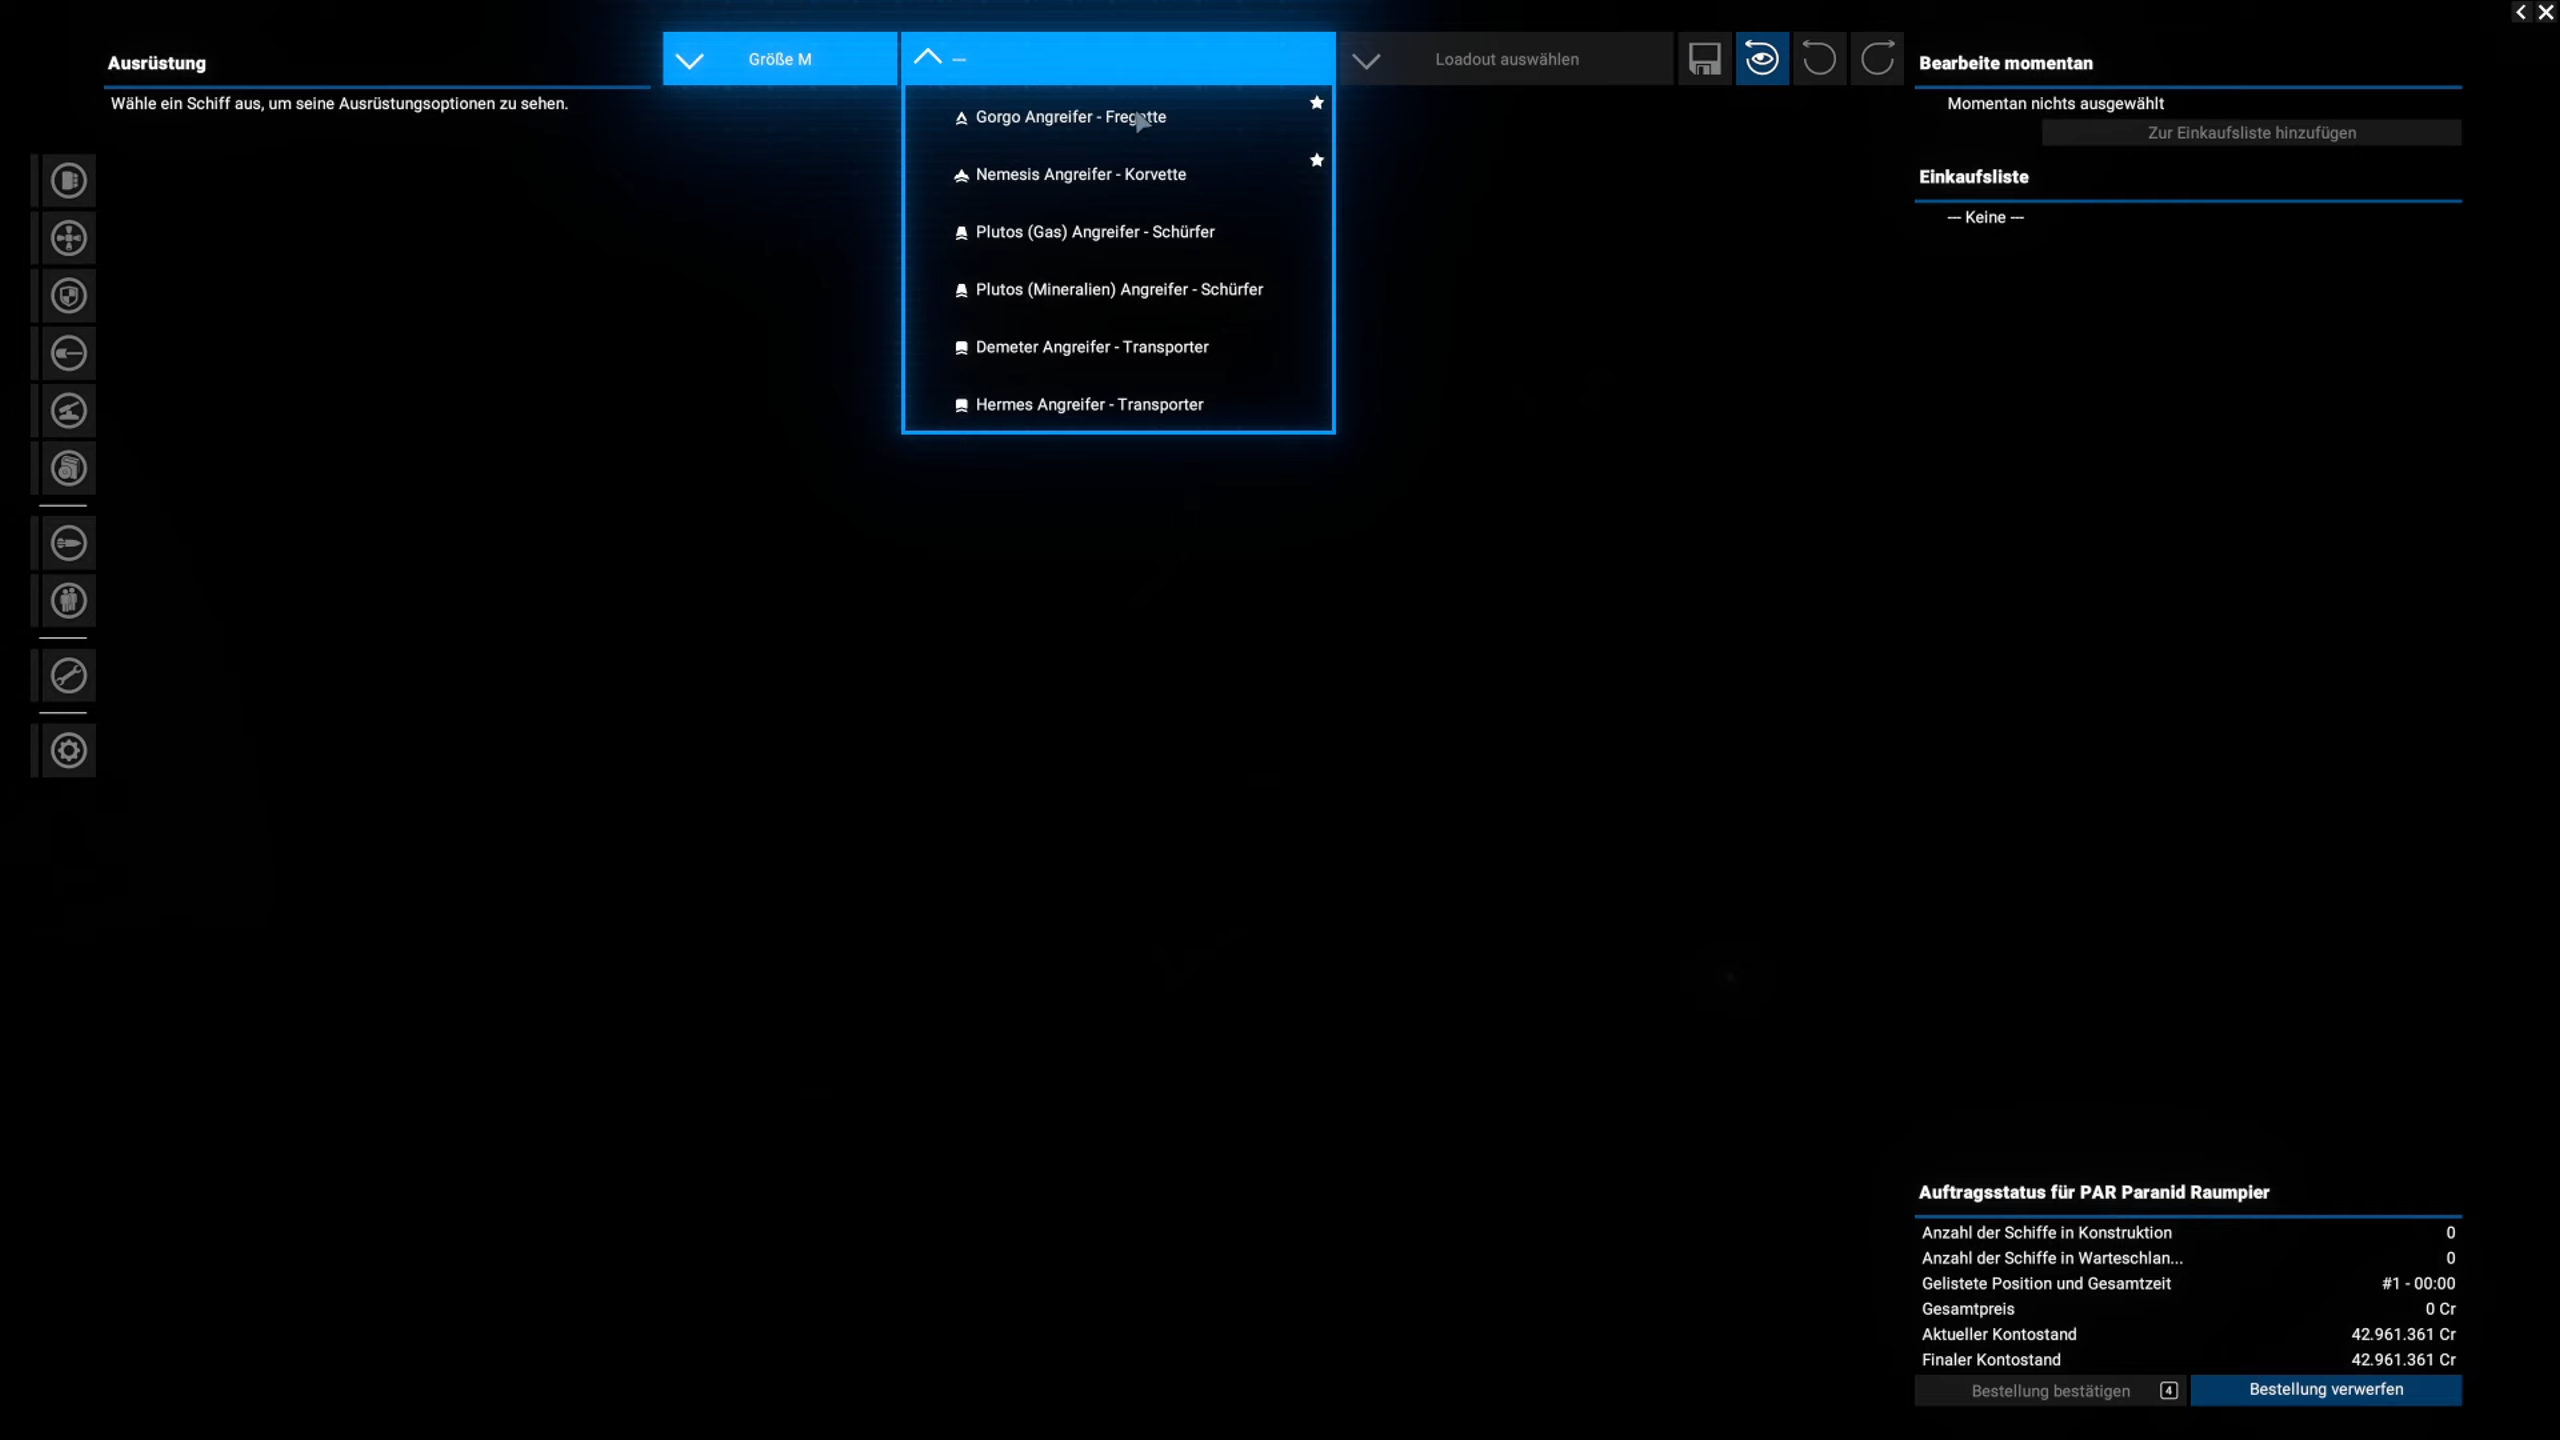 Ausrüstung
Wähle ein Schiff aus, um seine Ausrüstungsoptionen zu sehen.
Größe M
---
Loadout auswählen
Gorgo Angreifer - Fregatte
Nemesis Angreifer - Korvette
Plutos (Gas) Angreifer - Schürfer
Plutos (Mineralien) Angreifer - Schürfer
Demeter Angreifer - Transporter
Hermes Angreifer - Transporter
Bearbeite momentan
Momentan nichts ausgewählt
Zur Einkaufsliste hinzufügen
Einkaufsliste
--- Keine ---
Auftragsstatus für PAR Paranid Raumpier
Anzahl der Schiffe in Konstruktion 0
Anzahl der Schiffe in Warteschlan... 0
Gelistete Position und Gesamtzeit #1 - 00:00
Gesamtpreis 0 Cr
Aktueller Kontostand 42.961.361 Cr
Finaler Kontostand 42.961.361 Cr
Bestellung bestätigen 4
Bestellung verwerfen